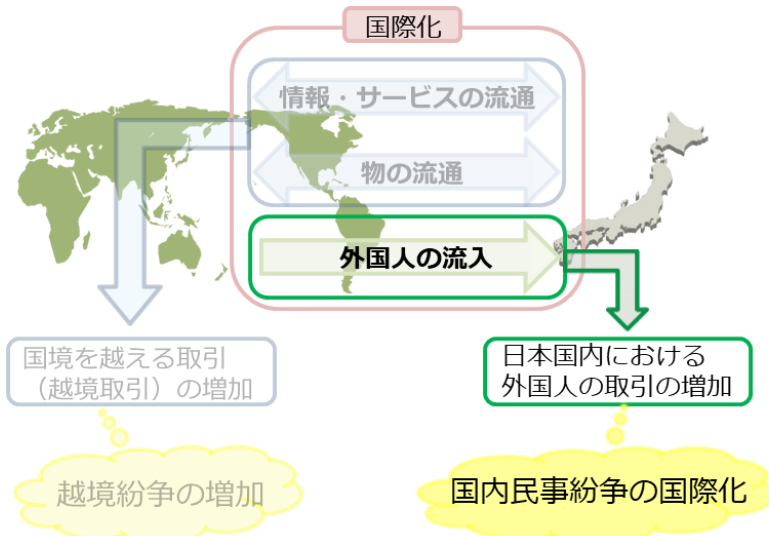 国際化
情報・サービスの流通
物の流通
外国人の流入
国境を越える取引
（越境取引）の増加
日本国内における
外国人の取引の増加
越境紛争の増加
国内民事紛争の国際化